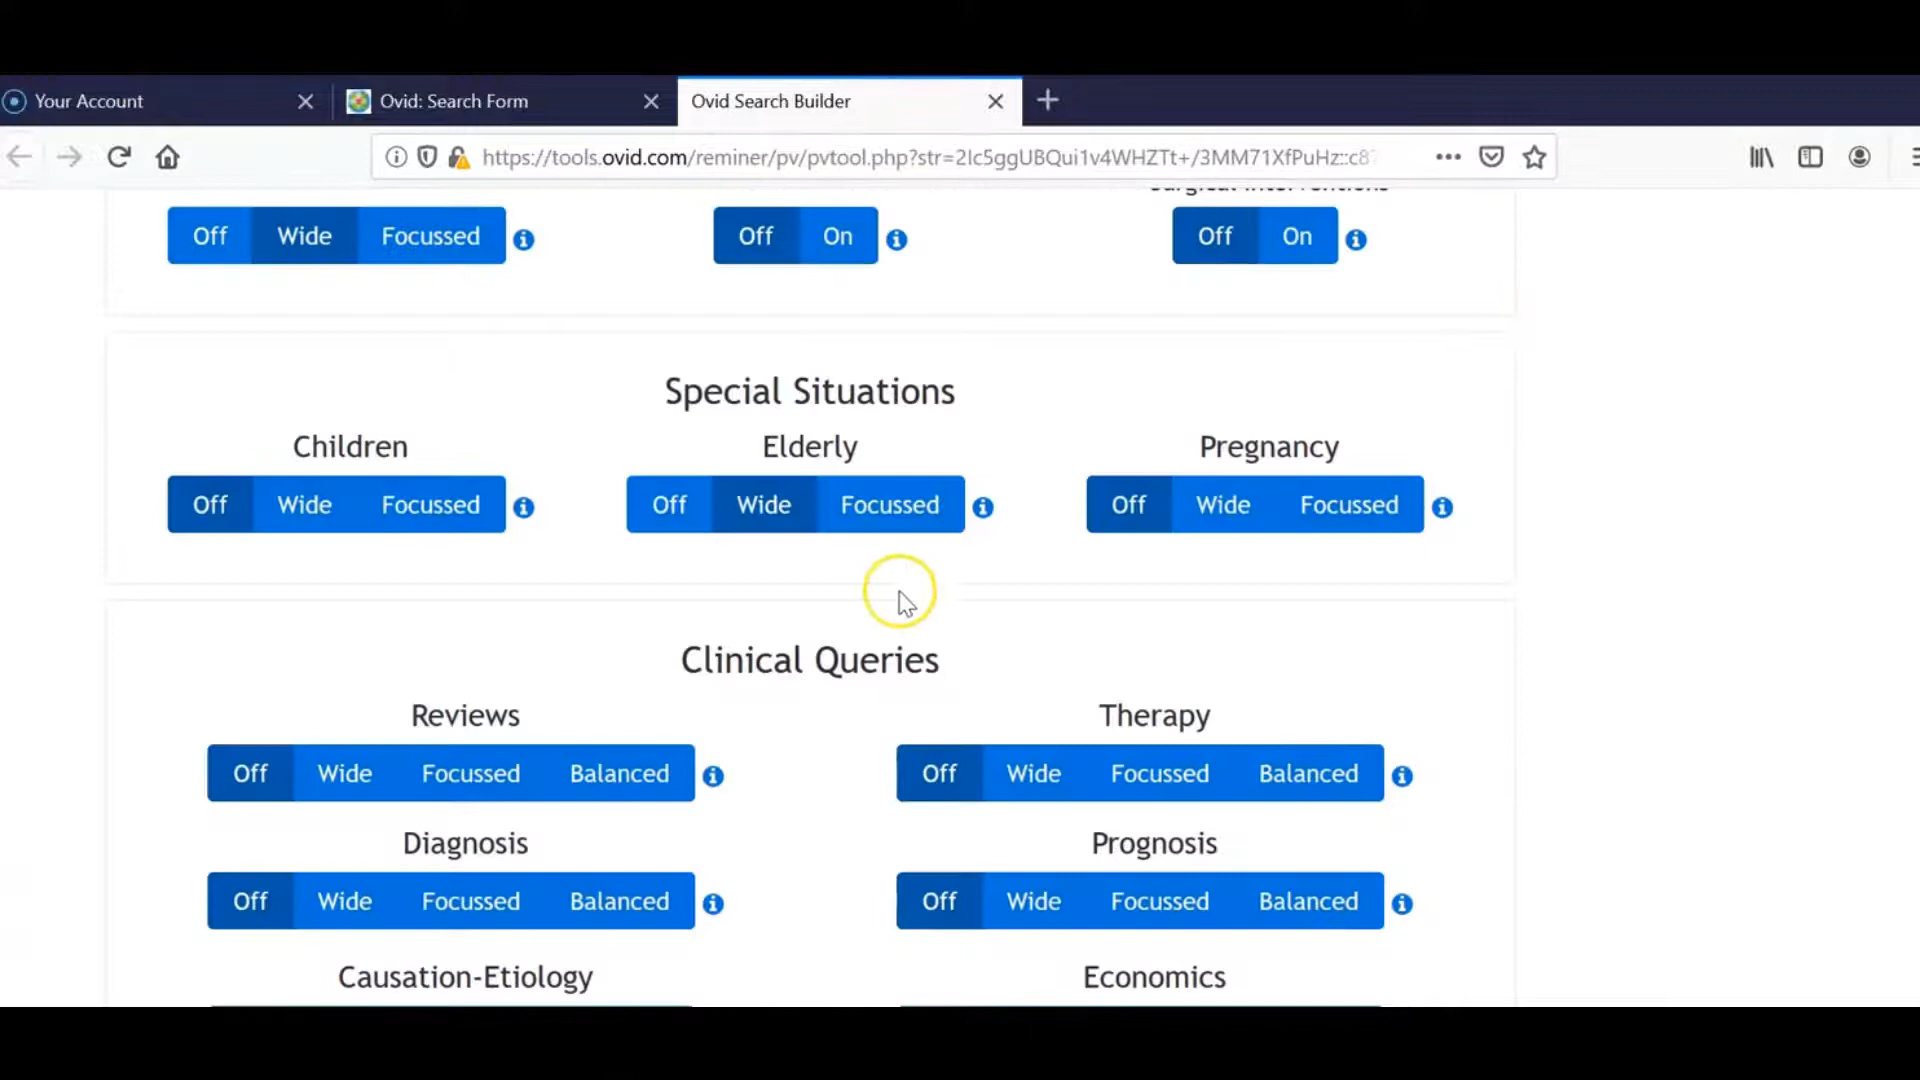 Your Account
Ovid: Search Form
Ovid Search Builder
https://tools.ovid.com/reminer/pv/pvtool.php?str=2Ic5ggUBQui1v4WHZTt+/3MM71XfPuHz::c8
Surgical Interventions
Off Wide Focussed
Off On
Off On
Special Situations
Children Elderly Pregnancy
Off Wide Focussed
Off Wide Focussed
Off Wide Focussed
Clinical Queries
Reviews Therapy
Off Wide Focussed Balanced
Off Wide Focussed Balanced
Diagnosis Prognosis
Off Wide Focussed Balanced
Off Wide Focussed Balanced
Causation-Etiology Economics